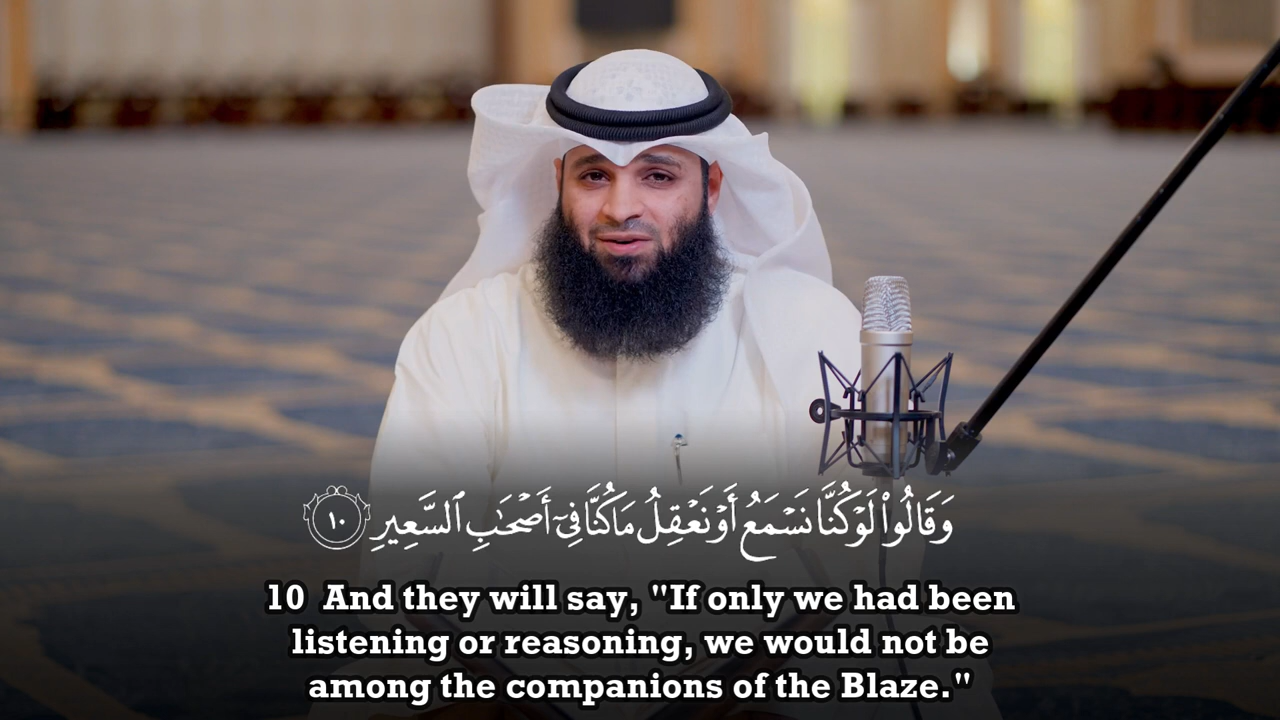 وَقَالُوا۟ لَوْ كُنَّا نَسْمَعُ أَوْ نَعْقِلُ مَا كُنَّا فِىٓ أَصْحَٰبِ ٱلسَّعِيرِ ١٠
10 And they will say, "If only we had been
listening or reasoning, we would not be
among the companions of the Blaze."